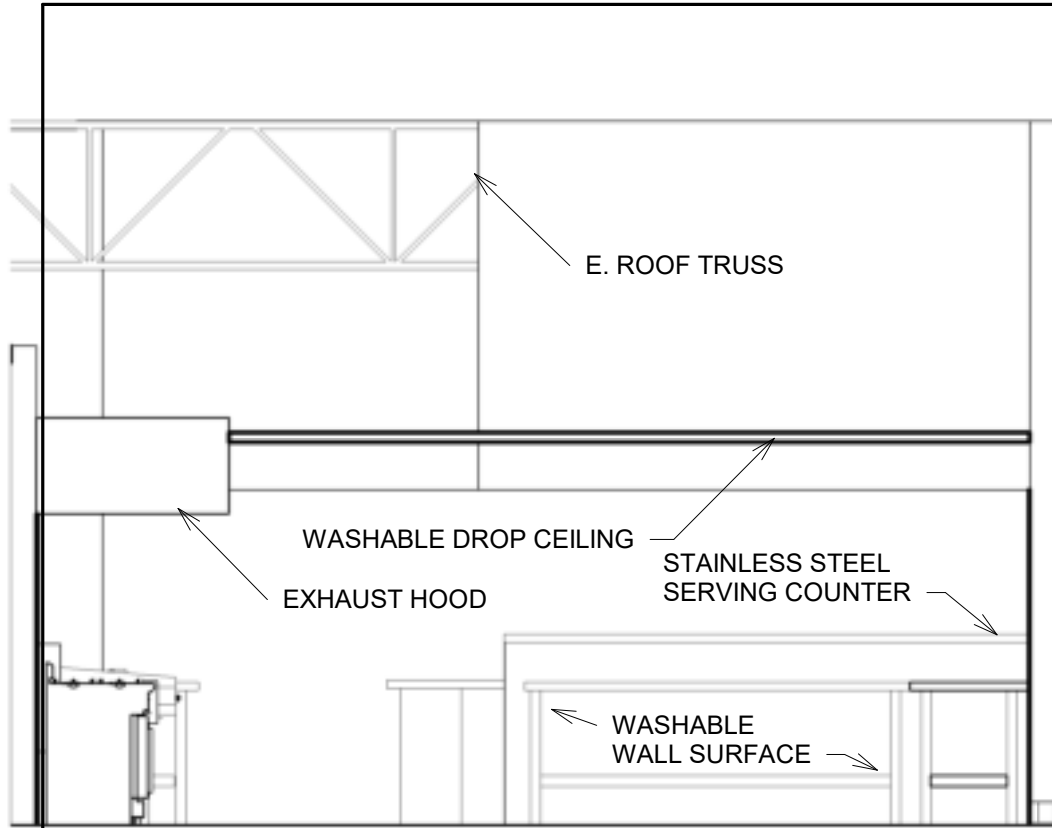 E. ROOF TRUSS
WASHABLE DROP CEILING
STAINLESS STEEL
SERVING COUNTER
EXHAUST HOOD
WASHABLE
WALL SURFACE